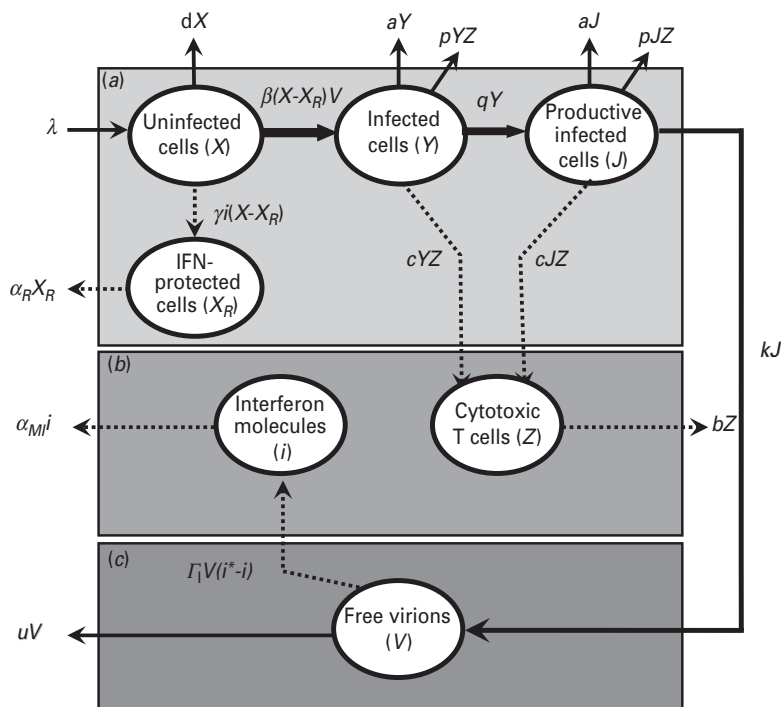 dX
aY
pYZ
aJ
pJZ
(a)
β(X-X_R)V
qY
λ
Uninfected
cells (X)
Infected
cells (Y)
Productive
infected
cells (J)
γi(X-X_R)
IFN-
protected
cells (X_R)
α_R X_R
cYZ
cJZ
kJ
(b)
Interferon
molecules
(i)
Cytotoxic
T cells (Z)
α_MI i
bZ
(c)
Γ_I V(i*-i)
Free virions
(V)
uV